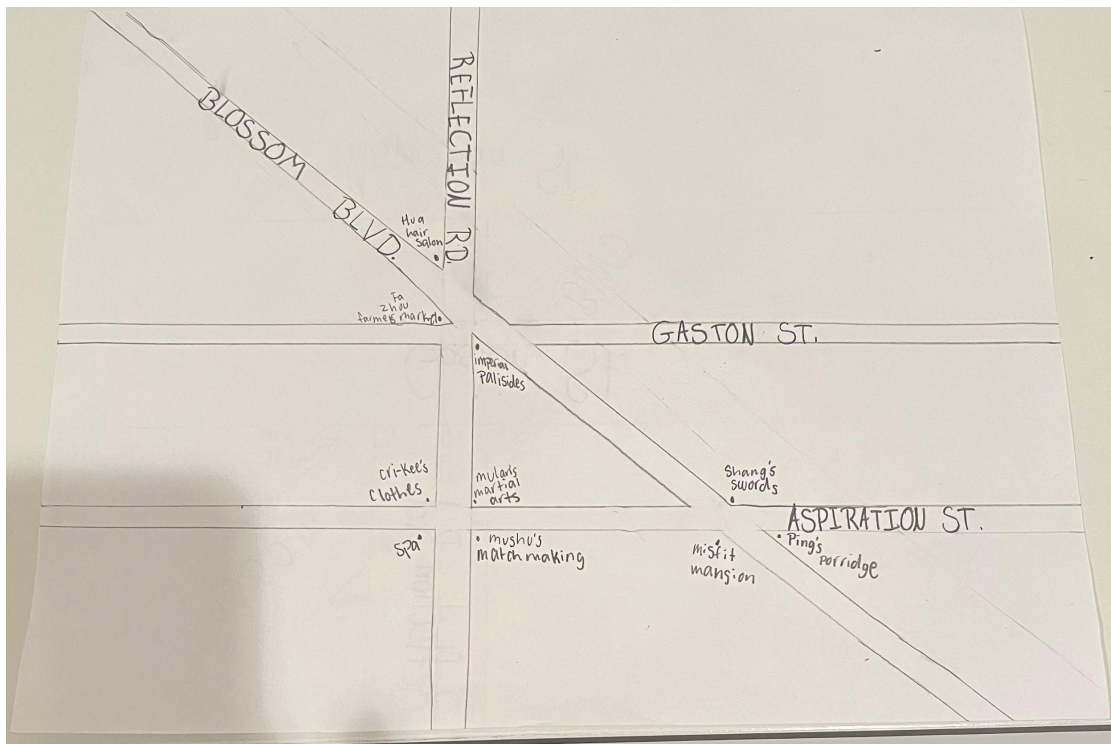 REFLECTION RD.
BLOSSOM BLVD.
Hua
hair
salon
Fa
Zhou
farmers market
GASTON ST.
imperial
Palisides
Cri-Kee's
Clothes
mulan's
martial
arts
Shang's
swords
ASPIRATION ST.
Spa
mushu's
matchmaking
misfit
mansion
Ping's
Porridge